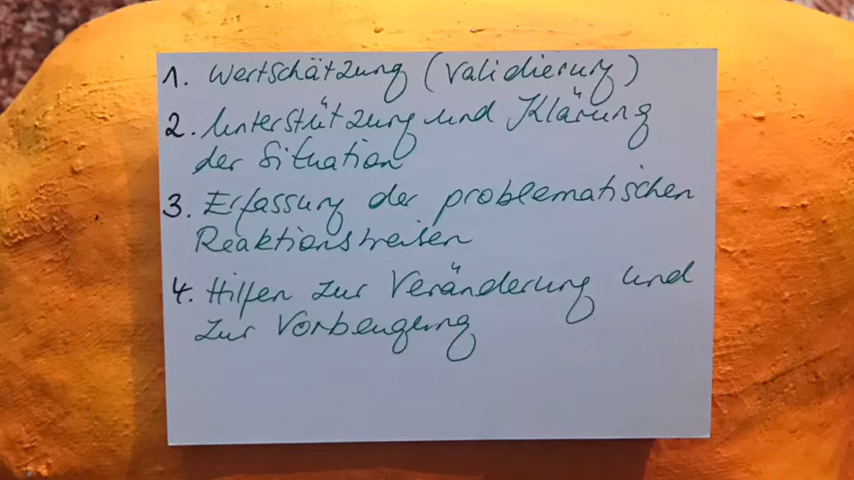 1. Wertschätzung (Validierung)
2. Unterstützung und Klärung
der Situation
3. Erfassung der problematischen
Reaktionsweisen
4. Hilfen zur Veränderung und
zur Vorbeugung